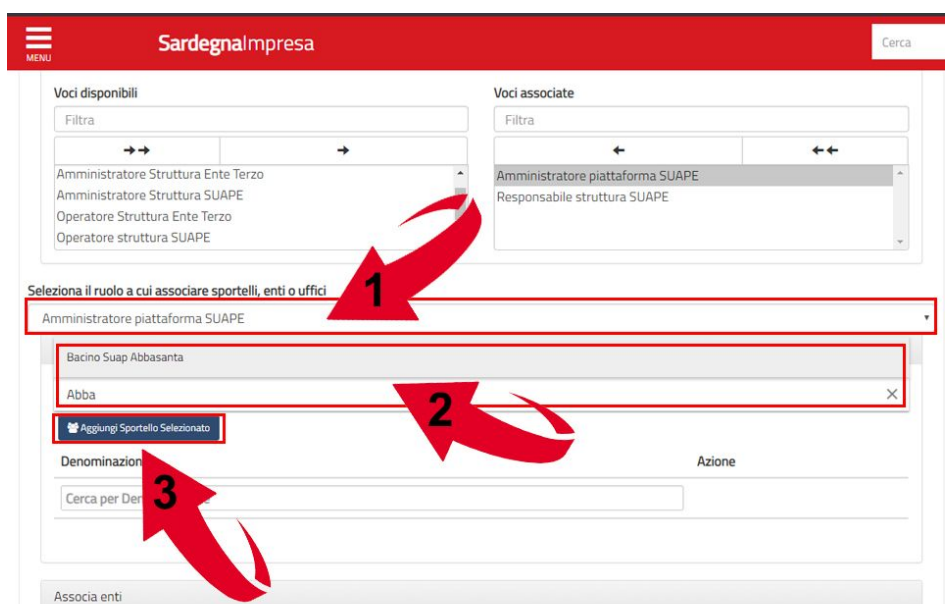 MENU
SardegnaImpresa
Cerca
Voci disponibili
Voci associate
Filtra
Filtra
Amministratore Struttura Ente Terzo
Amministratore Struttura SUAPE
Operatore Struttura Ente Terzo
Operatore struttura SUAPE
Amministratore piattaforma SUAPE
Responsabile struttura SUAPE
1
Seleziona il ruolo a cui associare sportelli, enti o uffici
Amministratore piattaforma SUAPE
Bacino Suap Abbasanta
Abba
2
Aggiungi Sportello Selezionato
Denominazion
Azione
3
Cerca per
Associa enti